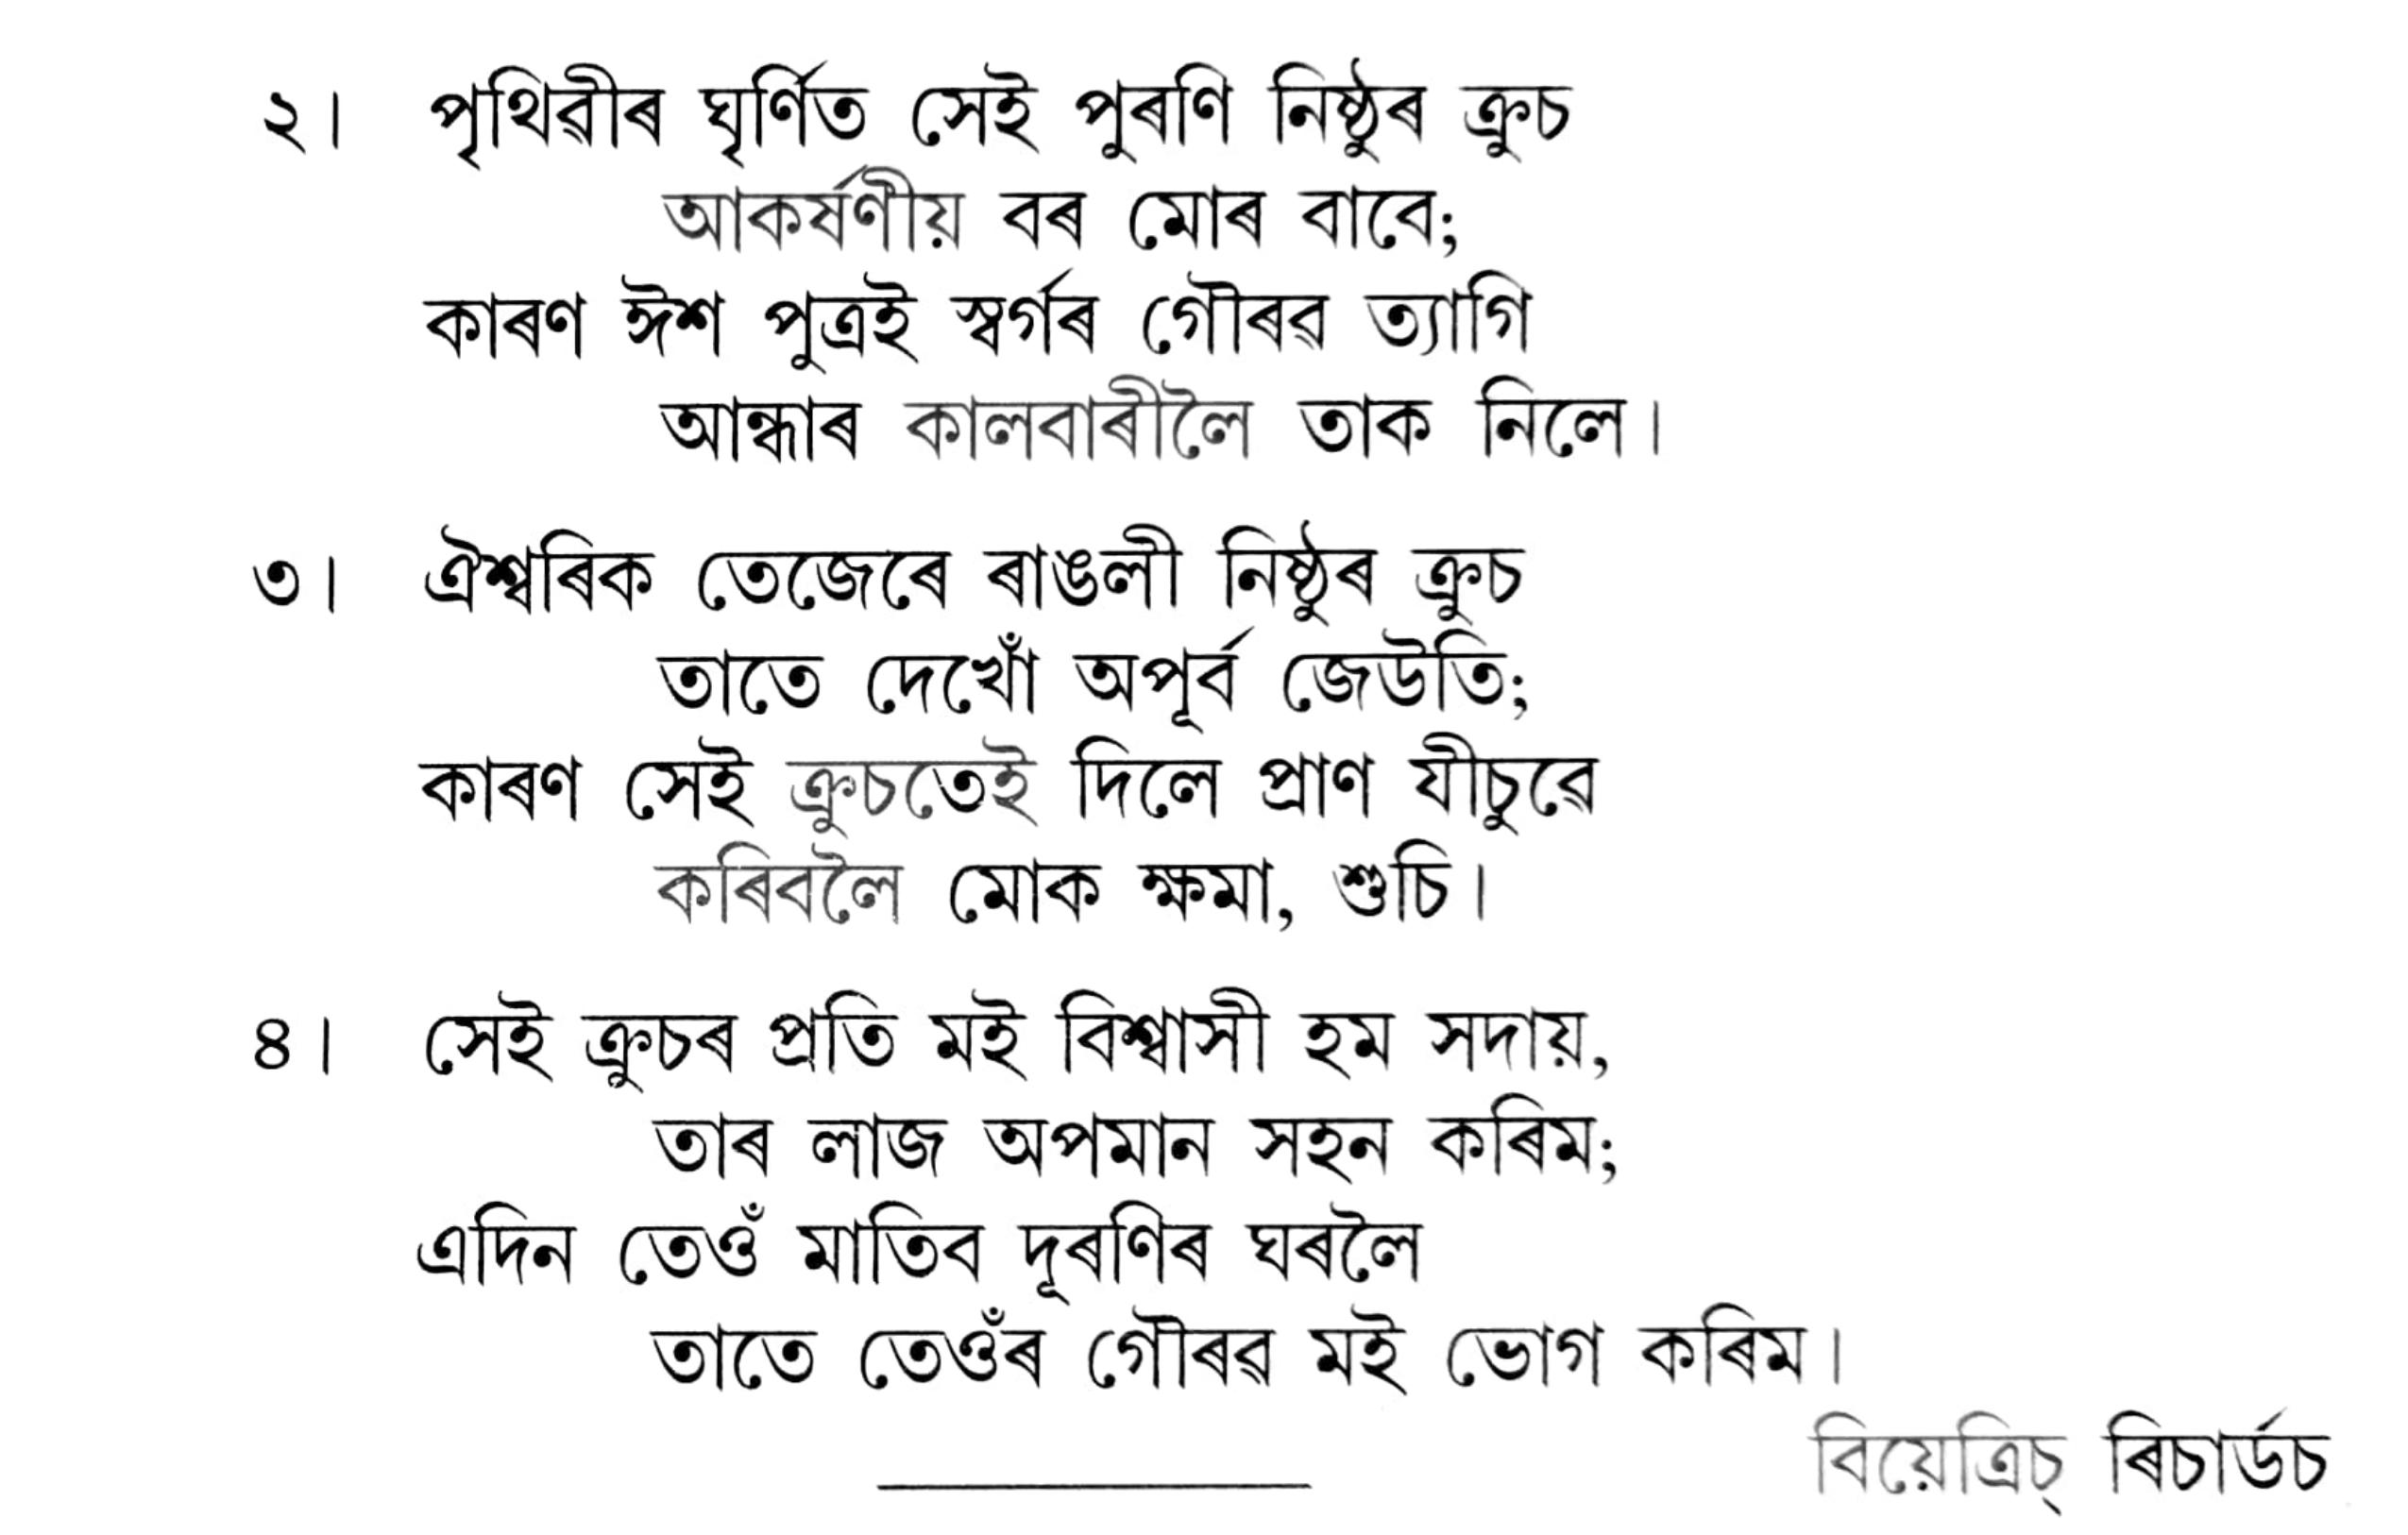 ২। পৃথিৱীৰ ঘৃৰ্ণিত সেই পুৰণি নিষ্ঠুৰ ক্ৰুচ
আকৰ্ষণীয় বৰ মোৰ বাবে;
কাৰণ ঈশ পুত্ৰই স্বৰ্গৰ গৌৰৱ ত্যাগি
আন্ধাৰ কালবাৰীলৈ তাক নিলে।
৩। ঐশ্বৰিক তেজেৰে ৰাঙলী নিষ্ঠুৰ ক্ৰুচ
তাতে দেখোঁ অপূৰ্ব জেউতি;
কাৰণ সেই ক্ৰুচতেই দিলে প্ৰাণ যীচুৱে
কৰিবলৈ মোক ক্ষমা, শুচি।
৪। সেই ক্ৰুচৰ প্ৰতি মই বিশ্বাসী হম সদায়,
তাৰ লাজ অপমান সহন কৰিম;
এদিন তেওঁ মাতিব দূৰণিৰ ঘৰলৈ
তাতে তেওঁৰ গৌৰৱ মই ভোগ কৰিম।
বিয়েত্ৰিচ্ ৰিচাৰ্ডচ